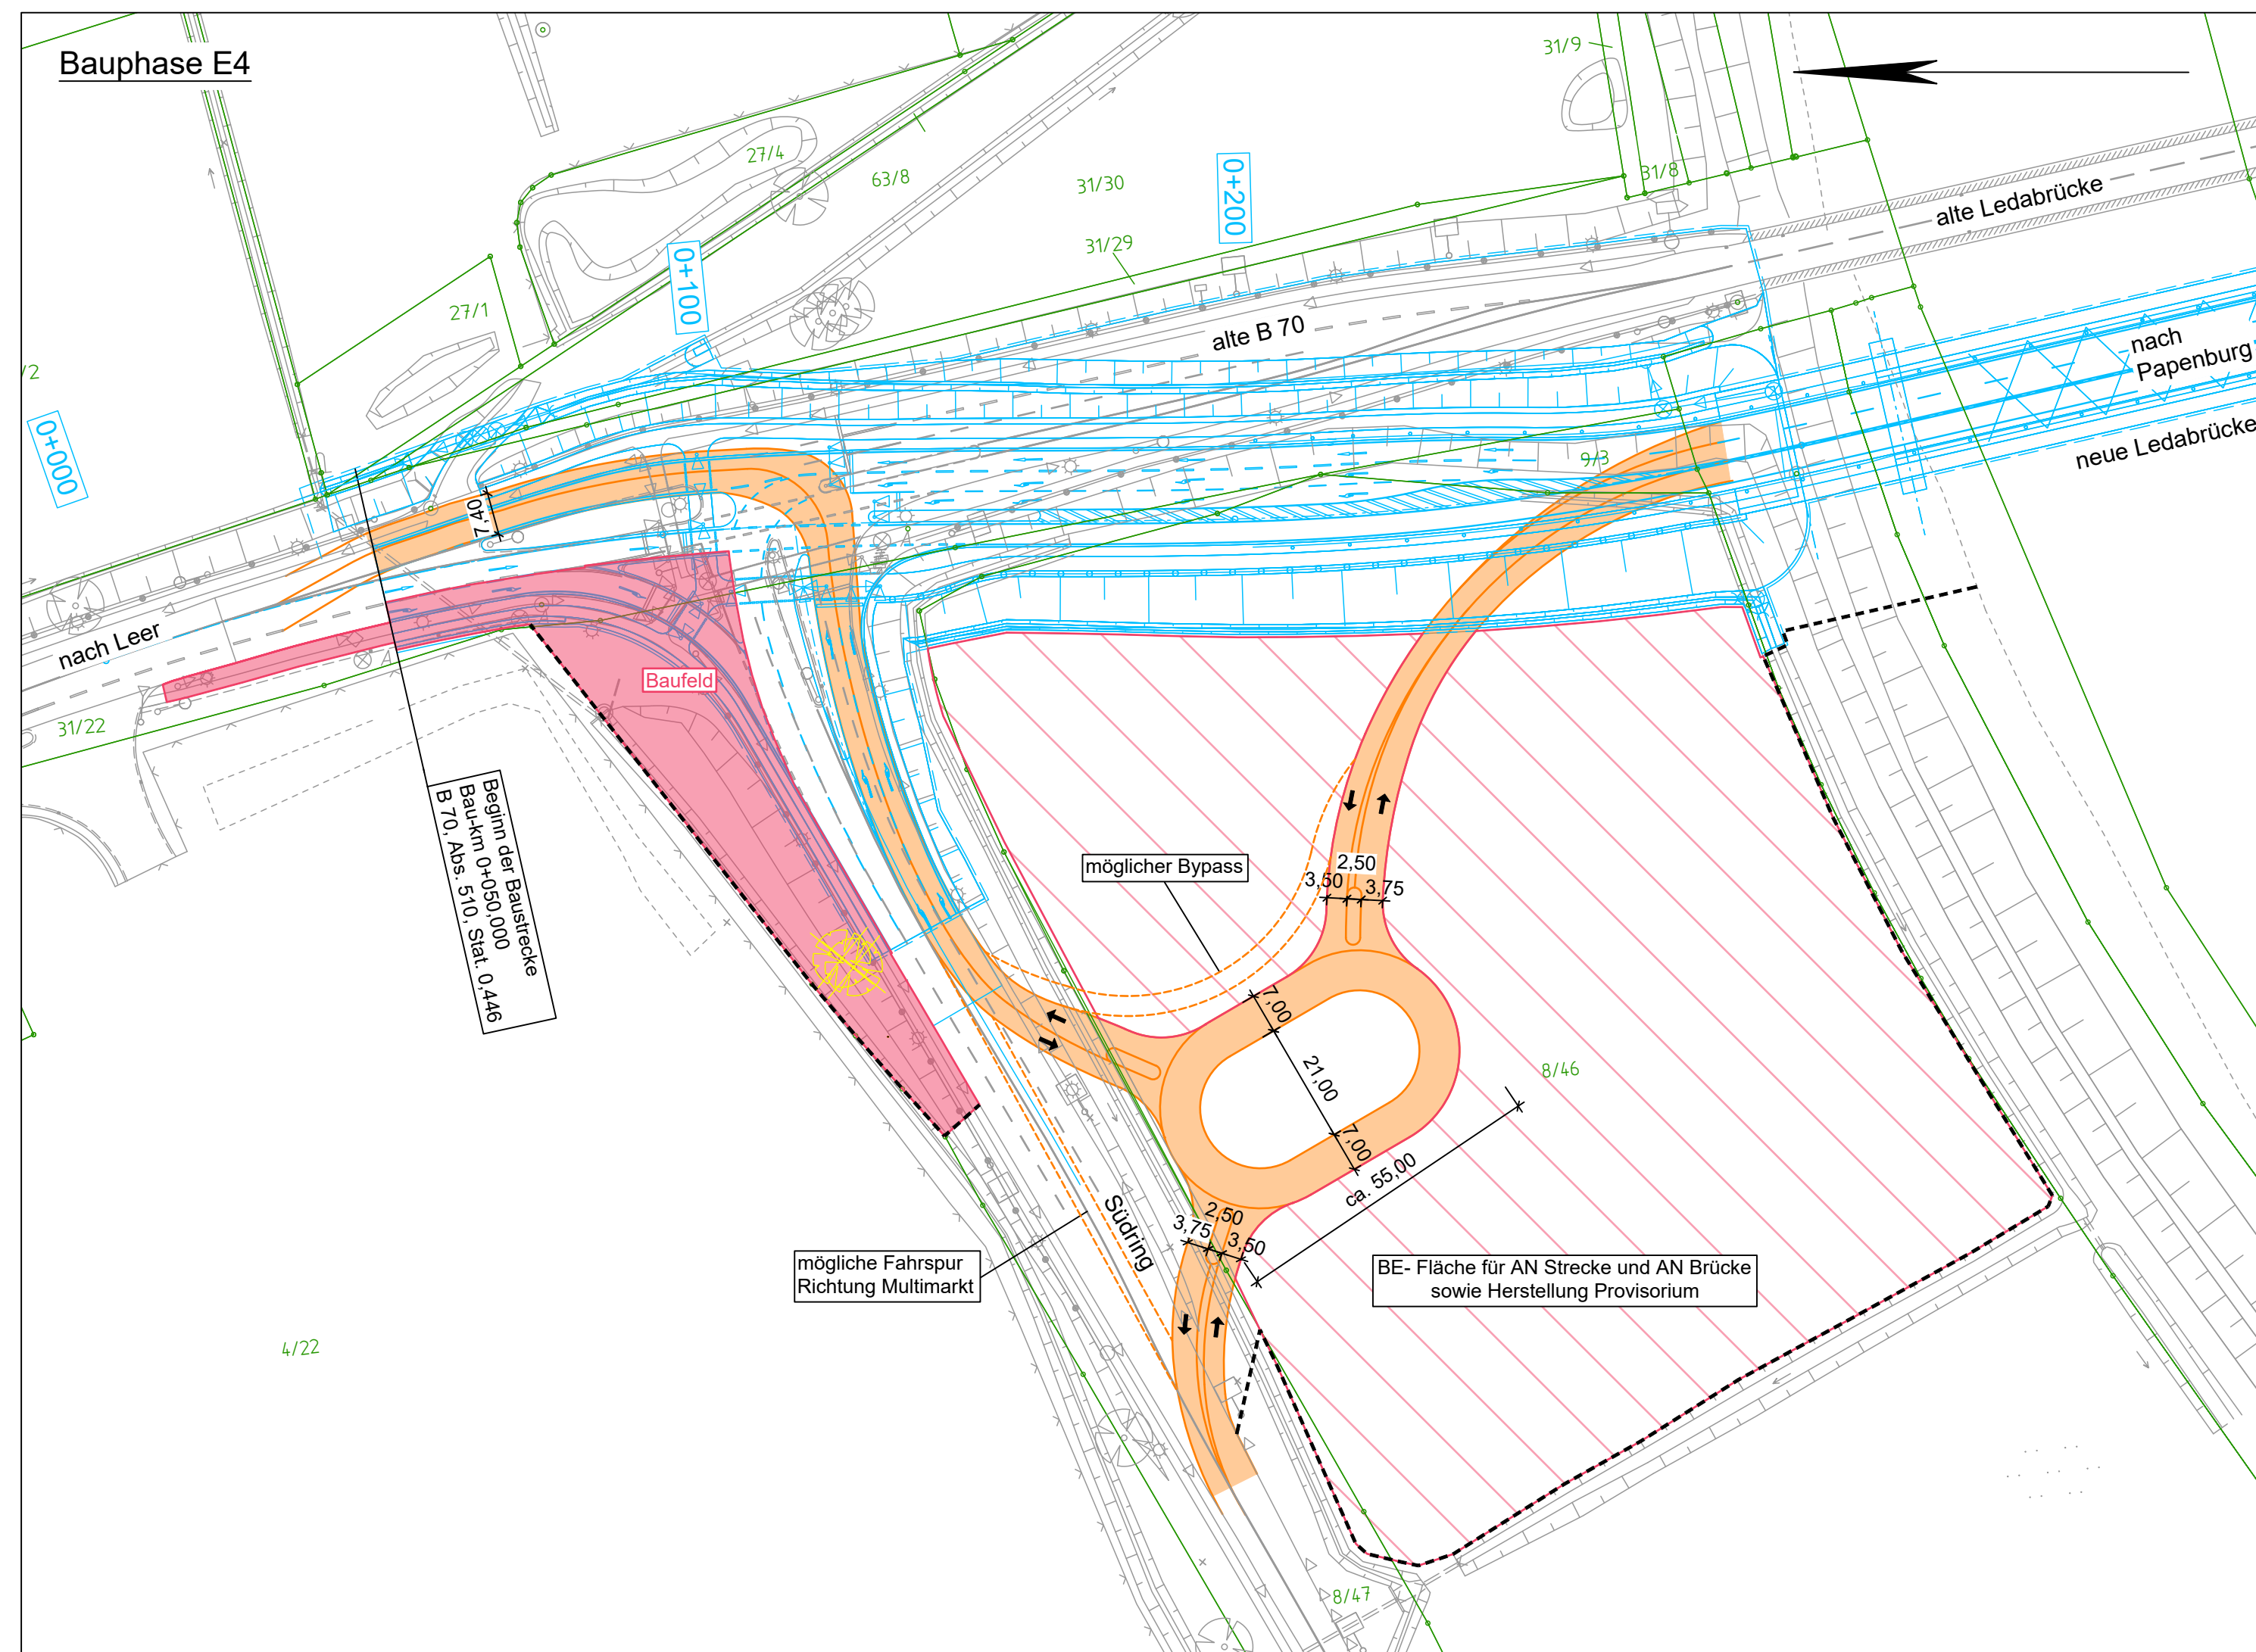 Bauphase E4
31/9
27/4
63/8
31/30
31/8
0+200
alte Ledabrücke
31/29
0+100
27/1
alte B 70
nach
Papenburg
/2
0+000
neue Ledabrücke
9/3
7,40
nach Leer
Baufeld
31/22
Beginn der Baustrecke
Bau-km 0+050,000
B 70, Abs. 510, Stat. 0,446
möglicher Bypass
2,50
3,50
3,75
7,00
21,00
7,00
8/46
ca. 55,00
Südring
2,50
3,75
3,50
mögliche Fahrspur
Richtung Multimarkt
BE- Fläche für AN Strecke und AN Brücke
sowie Herstellung Provisorium
4/22
8/47